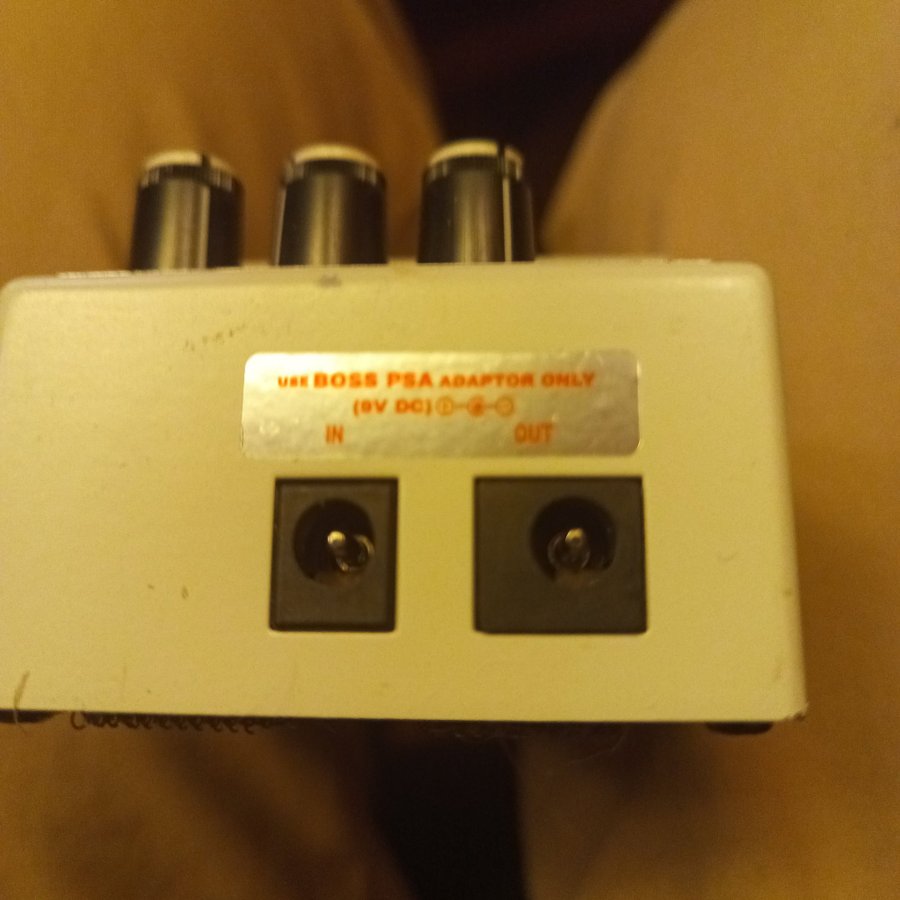 USE BOSS PSA ADAPTOR ONLY
(9V DC)
IN OUT